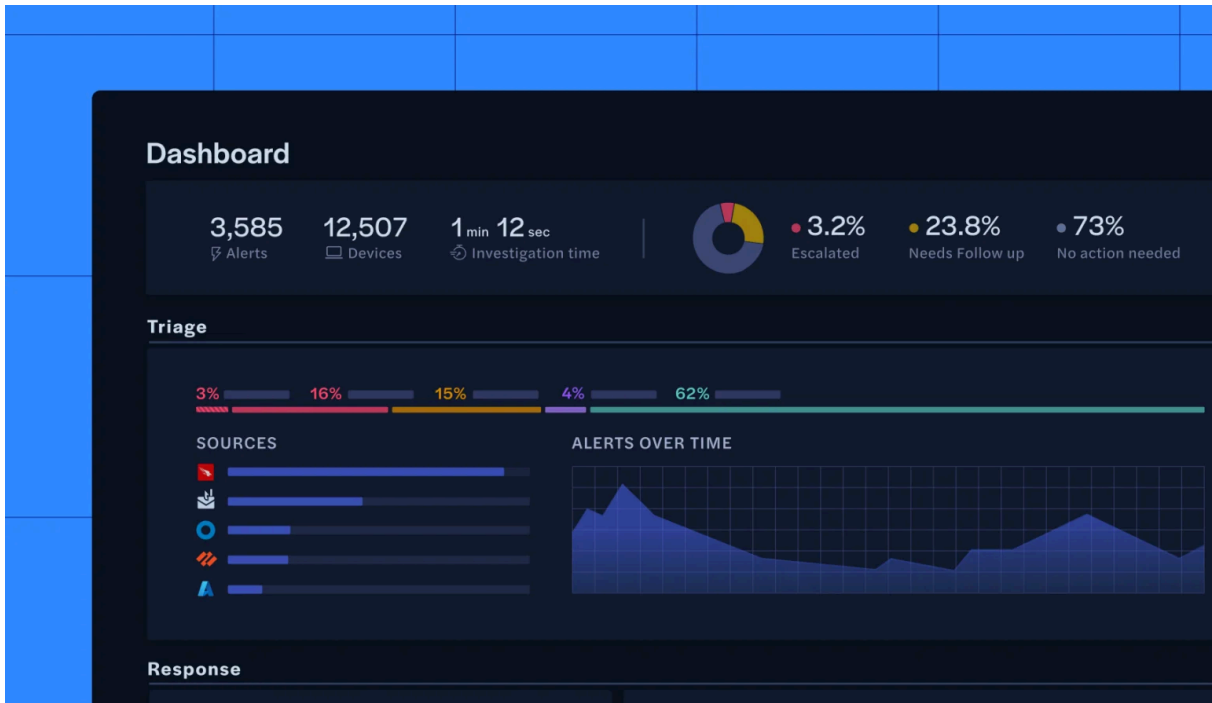 Dashboard
3,585
Alerts
12,507
Devices
1 min 12 sec
Investigation time
3.2%
Escalated
23.8%
Needs Follow up
73%
No action needed
Triage
3% 16% 15% 4% 62%
SOURCES
ALERTS OVER TIME
Response